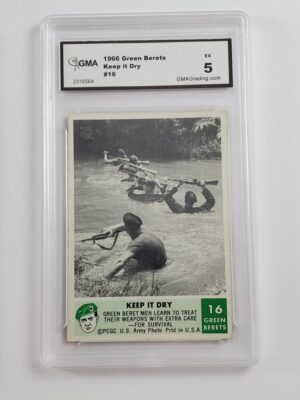 GMA
2316564
1966 Green Berets
Keep it Dry
#16
EX
5
GMAGrading.com
KEEP IT DRY
GREEN BERET MEN LEARN TO TREAT
THEIR WEAPONS WITH EXTRA CARE
—FOR SURVIVAL
©PCGC U.S. Army Photo Prtd in U.S.A.
16
GREEN
BERETS